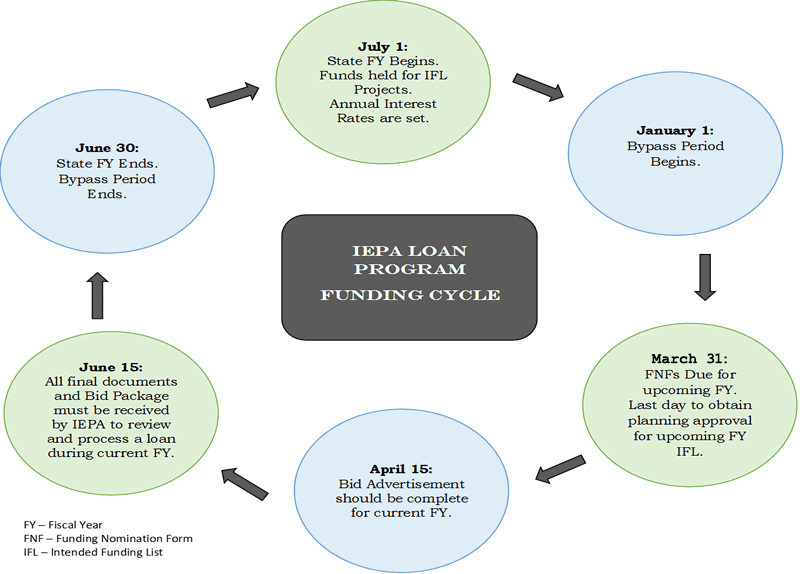 July 1:
State FY Begins.
Funds held for IFL
Projects.
Annual Interest
Rates are set.
January 1:
Bypass Period
Begins.
March 31:
FNFs Due for
upcoming FY.
Last day to obtain
planning approval
for upcoming FY
IFL.
April 15:
Bid Advertisement
should be complete
for current FY.
June 15:
All final documents
and Bid Package
must be received
by IEPA to review
and process a loan
during current FY.
June 30:
State FY Ends.
Bypass Period
Ends.
IEPA LOAN
PROGRAM
FUNDING CYCLE
FY – Fiscal Year
FNF – Funding Nomination Form
IFL – Intended Funding List